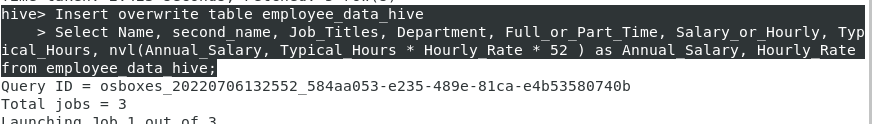 hive> Insert overwrite table employee_data_hive
    > Select Name, second_name, Job_Titles, Department, Full_or_Part_Time, Salary_or_Hourly, Typ
ical_Hours, nvl(Annual_Salary, Typical_Hours * Hourly_Rate * 52 ) as Annual_Salary, Hourly_Rate
from employee_data_hive;
Query ID = osboxes_20220706132552_584aa053-e235-489e-81ca-e4b53580740b
Total jobs = 3
Launching Job 1 out of 3